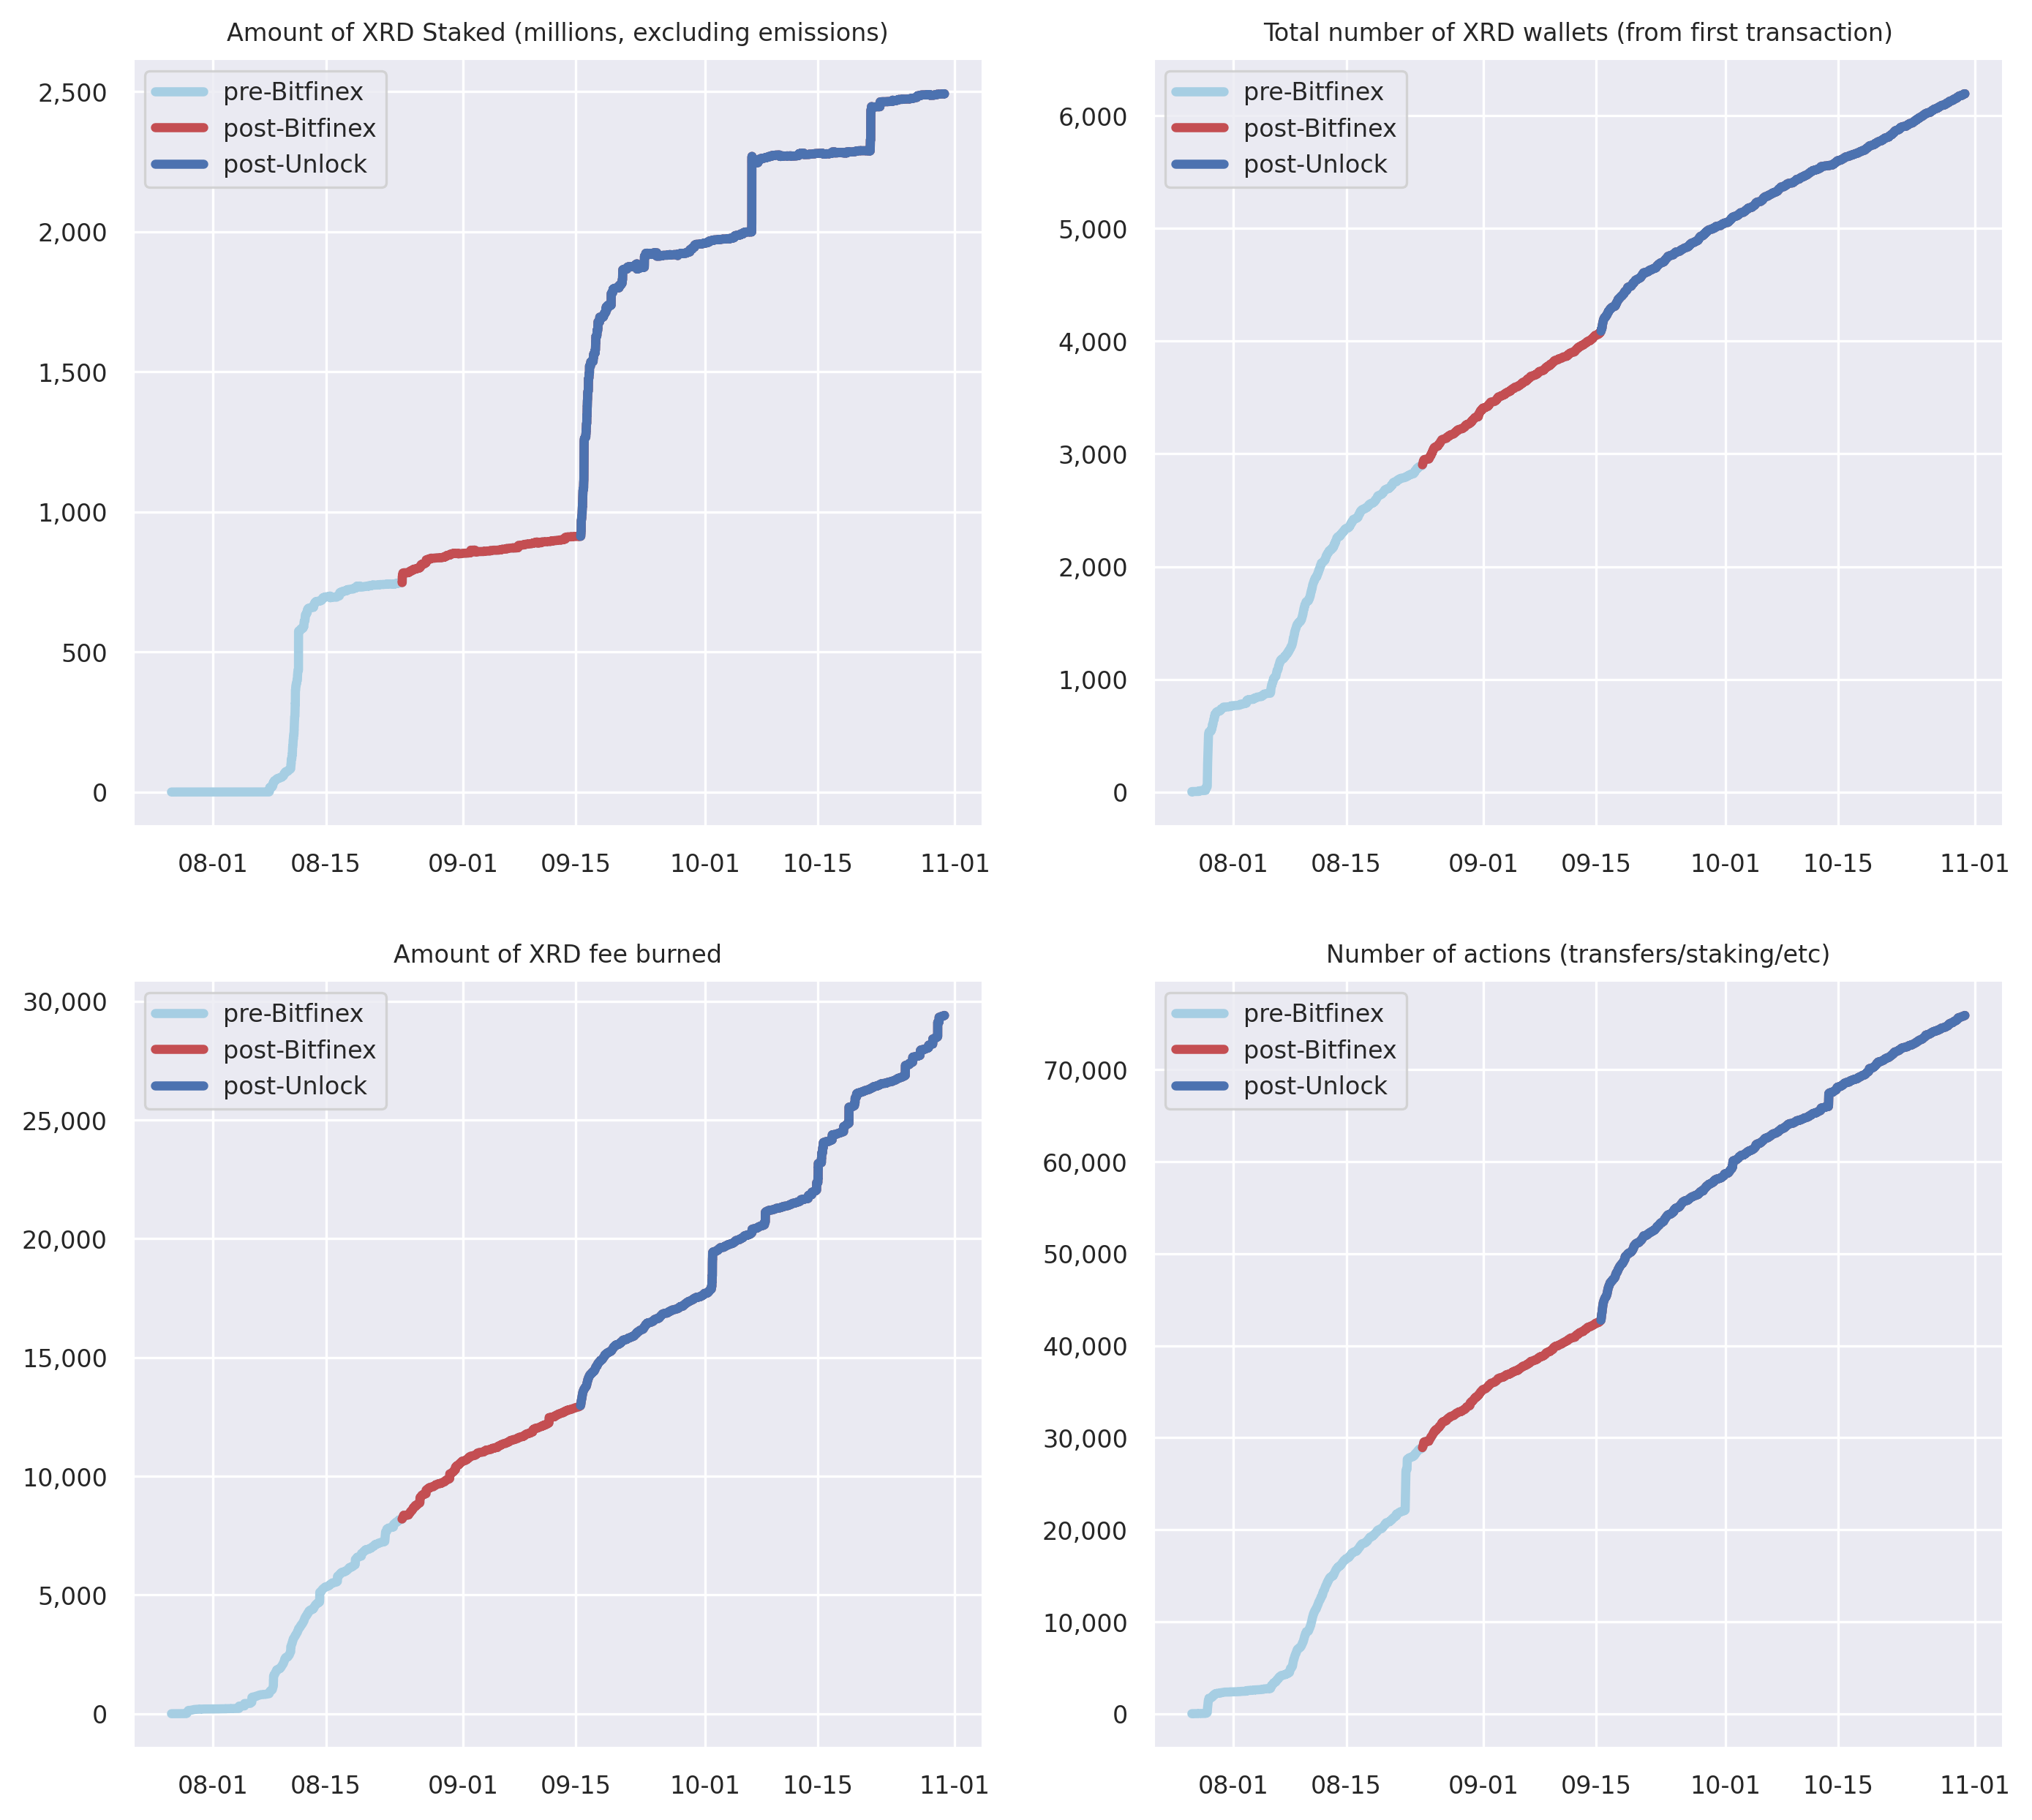 Amount of XRD Staked (millions, excluding emissions)
pre-Bitfinex
post-Bitfinex
post-Unlock
2,500
2,000
1,500
1,000
500
0
08-01 08-15 09-01 09-15 10-01 10-15 11-01
Total number of XRD wallets (from first transaction)
pre-Bitfinex
post-Bitfinex
post-Unlock
6,000
5,000
4,000
3,000
2,000
1,000
0
08-01 08-15 09-01 09-15 10-01 10-15 11-01
Amount of XRD fee burned
pre-Bitfinex
post-Bitfinex
post-Unlock
30,000
25,000
20,000
15,000
10,000
5,000
0
08-01 08-15 09-01 09-15 10-01 10-15 11-01
Number of actions (transfers/staking/etc)
pre-Bitfinex
post-Bitfinex
post-Unlock
70,000
60,000
50,000
40,000
30,000
20,000
10,000
0
08-01 08-15 09-01 09-15 10-01 10-15 11-01